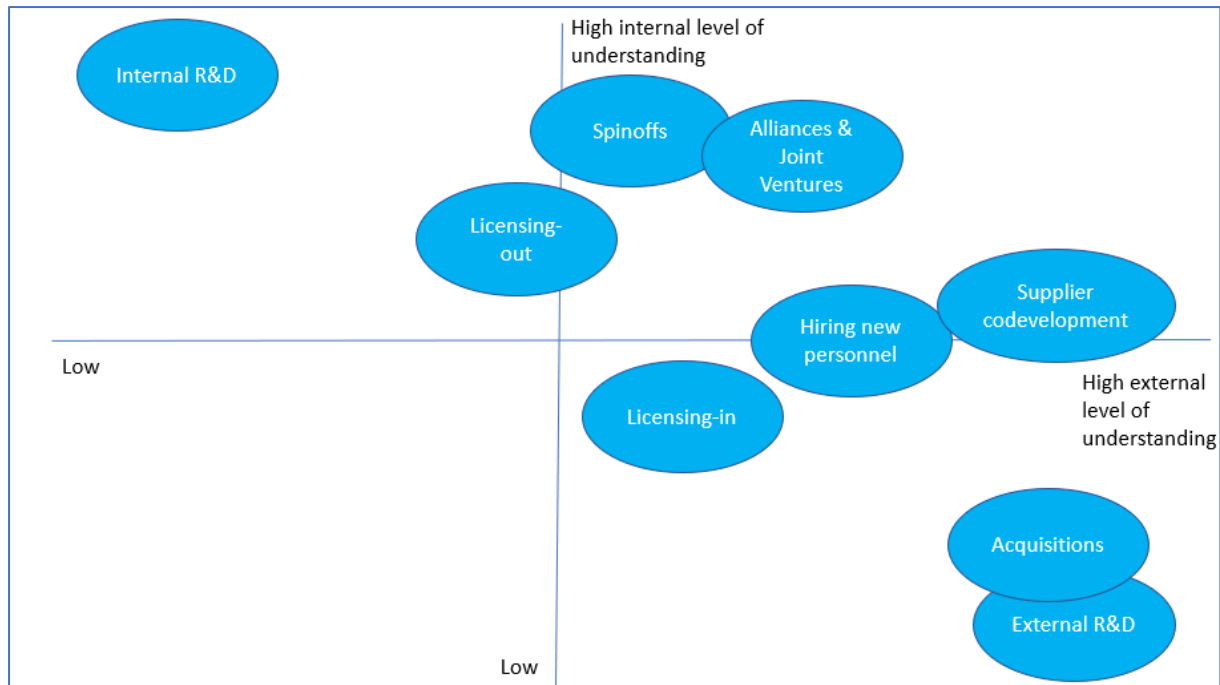 High internal level of
understanding
Internal R&D
Spinoffs
Alliances &
Joint
Ventures
Licensing-
out
Supplier
codevelopment
Hiring new
personnel
Low
High external
level of
understanding
Licensing-in
Acquisitions
External R&D
Low